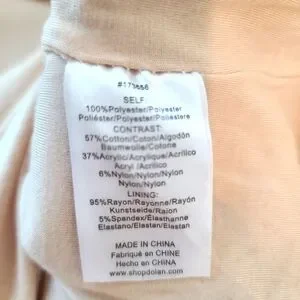 #173656
SELF:
100%Polyester/Polyester
Poliéster/Polyester/Poliestere
CONTRAST:
57%Cotton/Coton/Algodón
Baumwolle/Cotone
37%Acrylic/Acrylique/Acrílico
Acryl /Acrilico
6%Nylon/Nylon/Nylon
Nylon/Nylon
LINING:
95%Rayon/Rayonne/Rayón
Kunstseide/Raion
5%Spandex/Élasthanne
Elastano/Elastan/Elastano
MADE IN CHINA
Fabriqué en CHINE
Hecho en CHINA
www.shopdolan.com